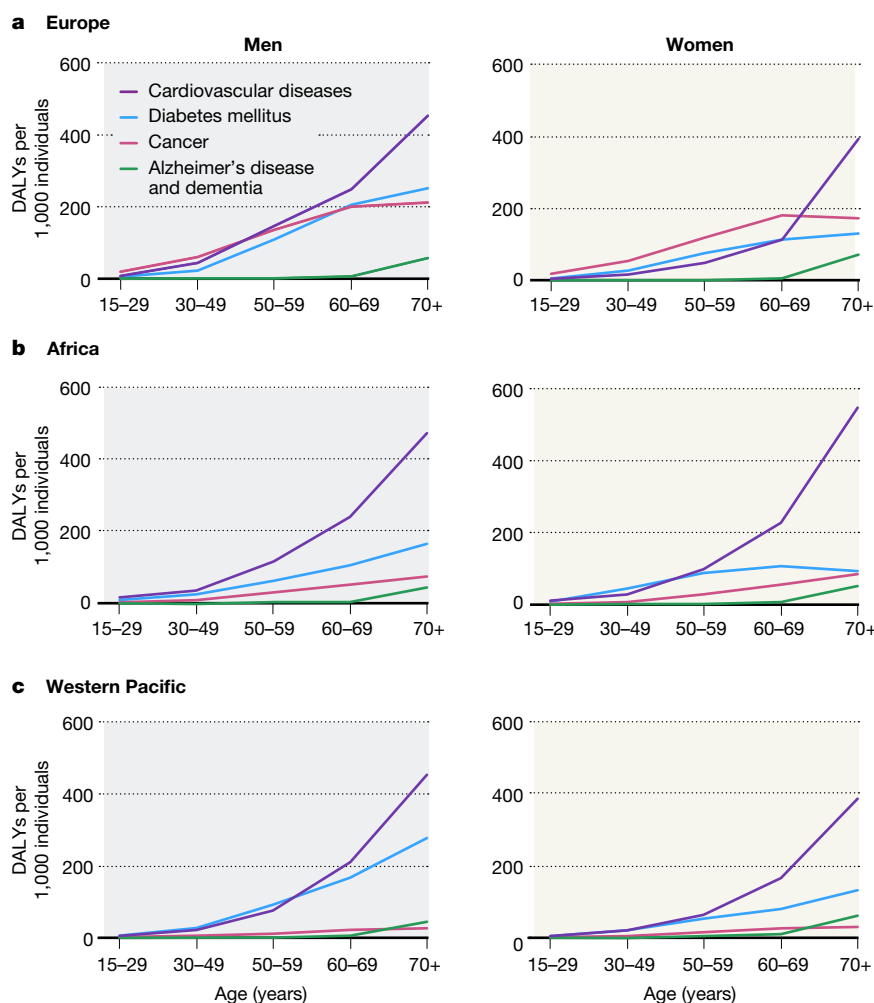 a Europe
Men
Women
DALYs per
1,000 individuals
600
400
200
0
Cardiovascular diseases
Diabetes mellitus
Cancer
Alzheimer's disease
and dementia
15–29 30–49 50–59 60–69 70+
600
400
200
0
15–29 30–49 50–59 60–69 70+
b Africa
DALYs per
1,000 individuals
600
400
200
0
15–29 30–49 50–59 60–69 70+
600
400
200
0
15–29 30–49 50–59 60–69 70+
c Western Pacific
DALYs per
1,000 individuals
600
400
200
0
15–29 30–49 50–59 60–69 70+
Age (years)
600
400
200
0
15–29 30–49 50–59 60–69 70+
Age (years)